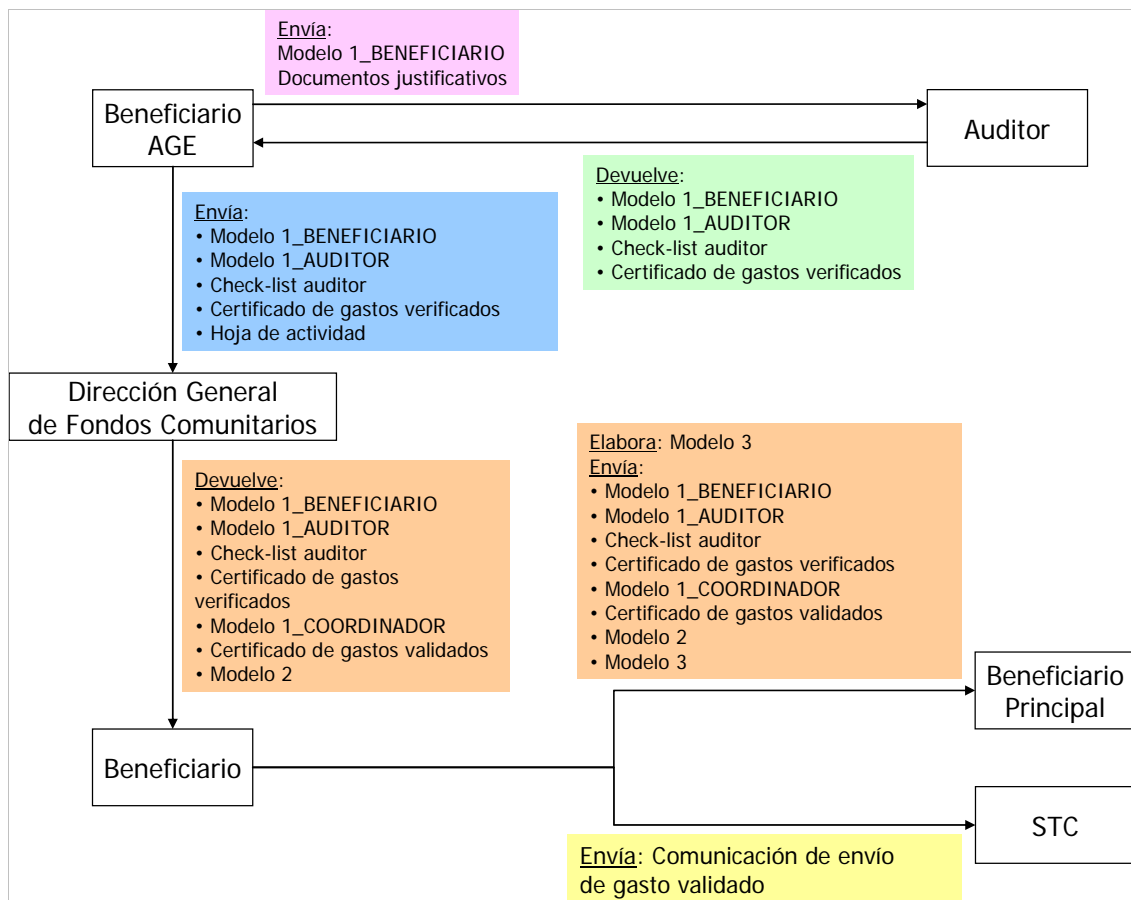 Envía:
Modelo 1_BENEFICIARIO
Documentos justificativos
Beneficiario
AGE
Auditor
Devuelve:
• Modelo 1_BENEFICIARIO
• Modelo 1_AUDITOR
• Check-list auditor
• Certificado de gastos verificados
Envía:
• Modelo 1_BENEFICIARIO
• Modelo 1_AUDITOR
• Check-list auditor
• Certificado de gastos verificados
• Hoja de actividad
Dirección General
de Fondos Comunitarios
Devuelve:
• Modelo 1_BENEFICIARIO
• Modelo 1_AUDITOR
• Check-list auditor
• Certificado de gastos
verificados
• Modelo 1_COORDINADOR
• Certificado de gastos validados
• Modelo 2
Elabora: Modelo 3
Envía:
• Modelo 1_BENEFICIARIO
• Modelo 1_AUDITOR
• Check-list auditor
• Certificado de gastos verificados
• Modelo 1_COORDINADOR
• Certificado de gastos validados
• Modelo 2
• Modelo 3
Beneficiario
Principal
Beneficiario
STC
Envía: Comunicación de envío
de gasto validado